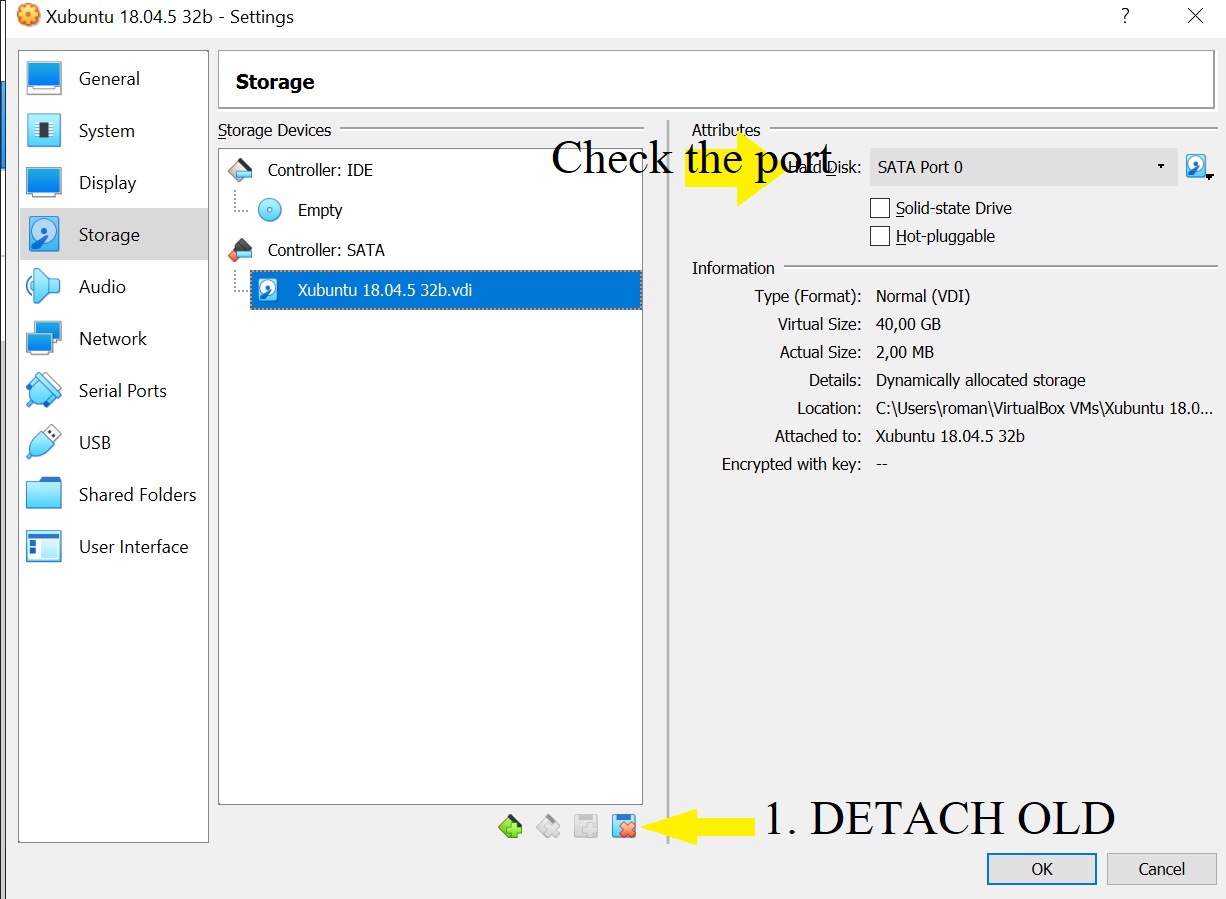 Xubuntu 18.04.5 32b - Settings
?
General
System
Display
Storage
Audio
Network
Serial Ports
USB
Shared Folders
User Interface
Storage
Storage Devices
Controller: IDE
Empty
Controller: SATA
Xubuntu 18.04.5 32b.vdi
Attributes
Check the port
Hard Disk: SATA Port 0
Solid-state Drive
Hot-pluggable
Information
Type (Format): Normal (VDI)
Virtual Size: 40,00 GB
Actual Size: 2,00 MB
Details: Dynamically allocated storage
Location: C:\Users\roman\VirtualBox VMs\Xubuntu 18.0...
Attached to: Xubuntu 18.04.5 32b
Encrypted with key: --
1. DETACH OLD
OK
Cancel